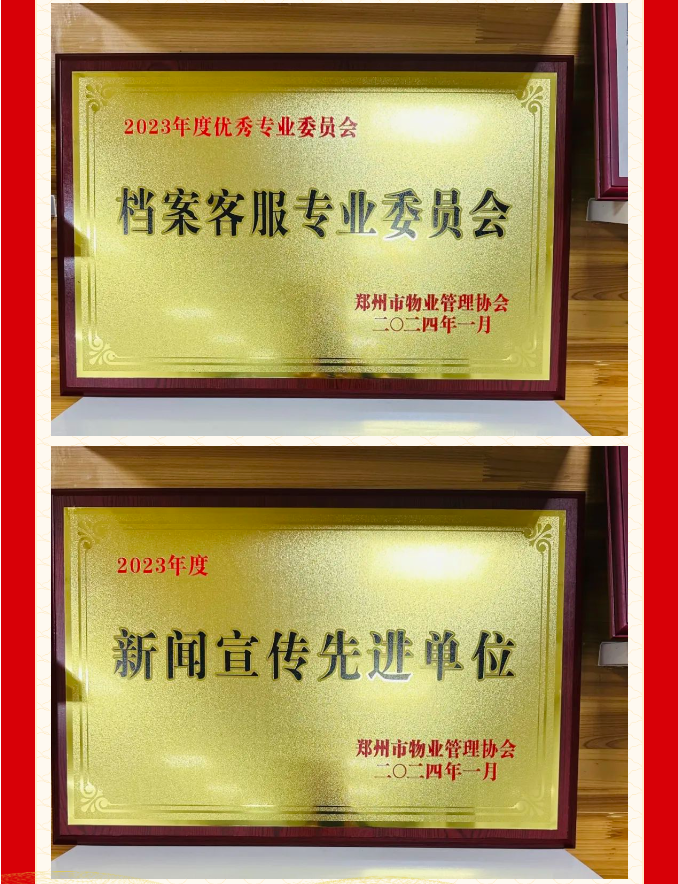 2023年度优秀专业委员会
档案客服专业委员会
郑州市物业管理协会
二〇二四年一月
2023年度
新闻宣传先进单位
郑州市物业管理协会
二〇二四年一月